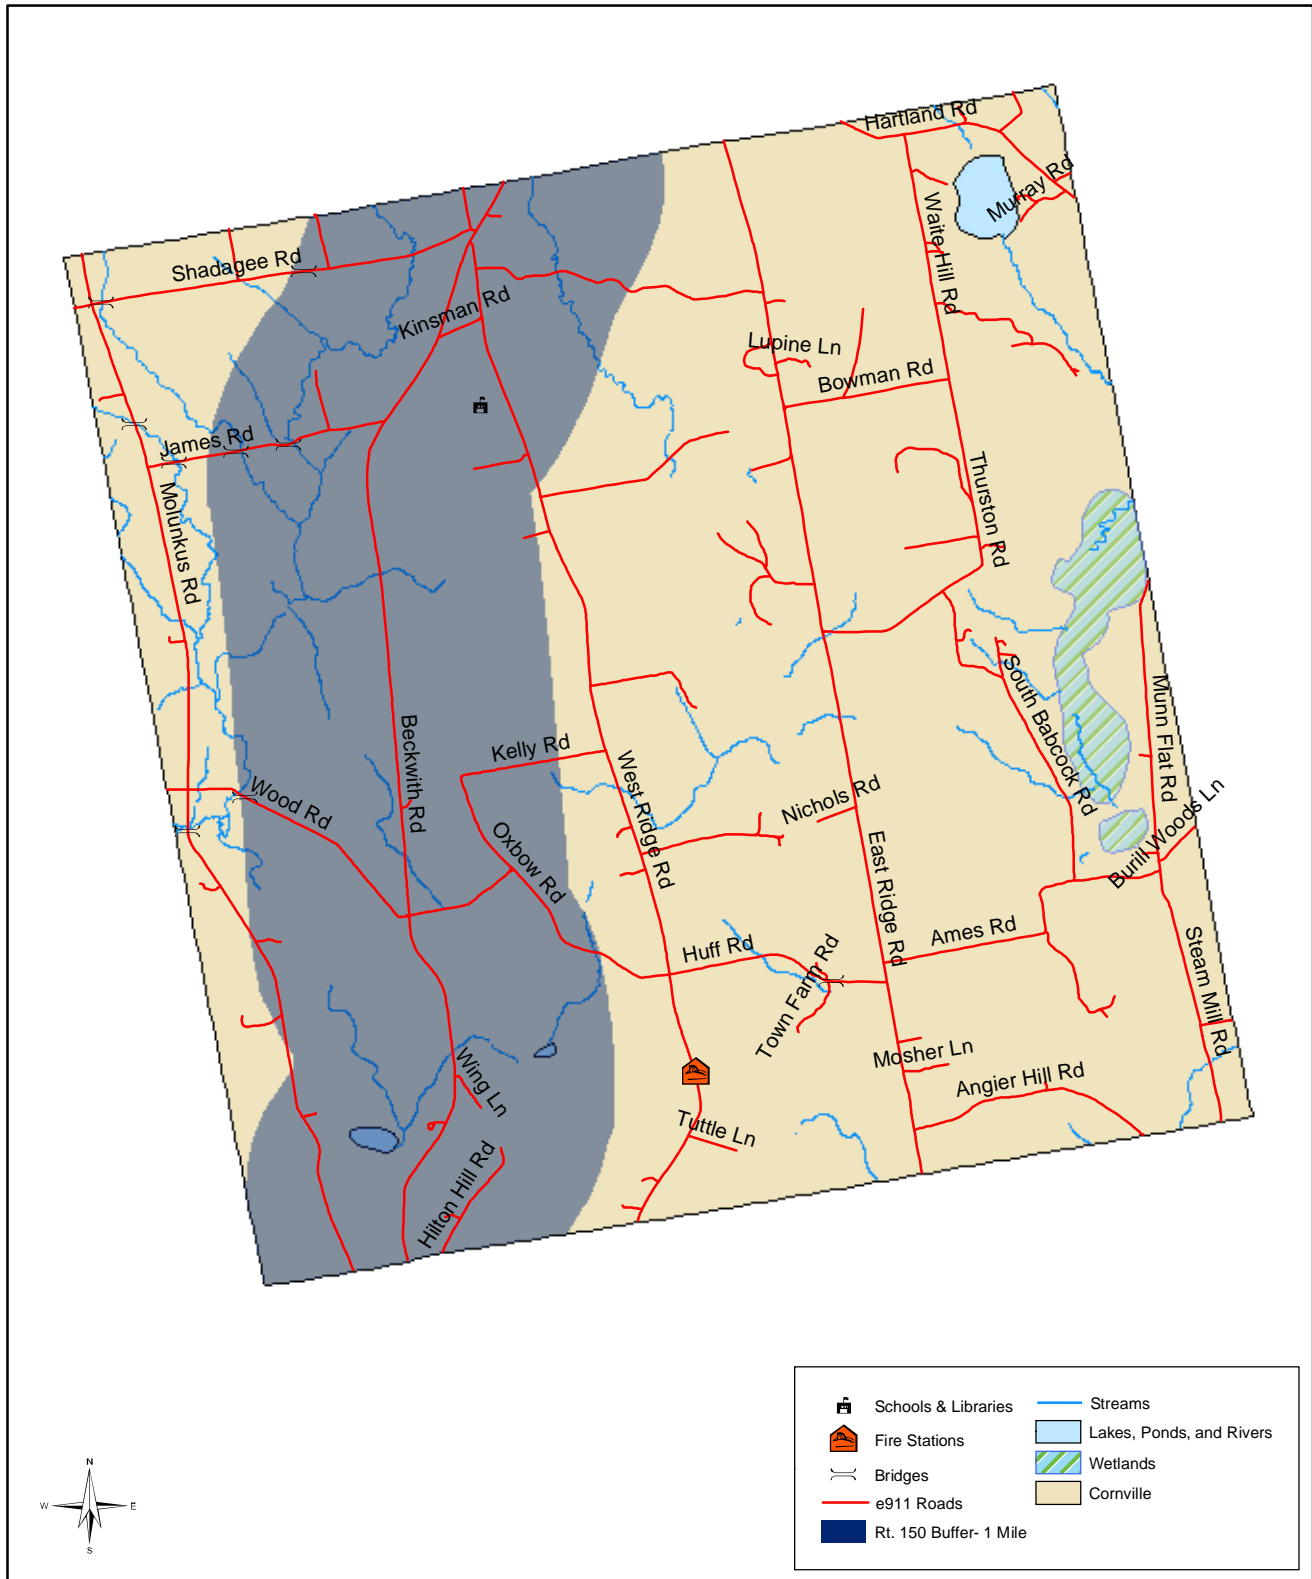 Hartland Rd
Murray Rd
Waite Hill Rd
Shadagee Rd
Kinsman Rd
Lupine Ln
Bowman Rd
James Rd
Thurston Rd
Molunkus Rd
South Babcock Rd
Munn Flat Rd
Beckwith Rd
Kelly Rd
West Ridge Rd
Wood Rd
Nichols Rd
Burill Woods Ln
Oxbow Rd
East Ridge Rd
Huff Rd
Ames Rd
Town Farm Rd
Steam Mill Rd
Mosher Ln
Wing Ln
Angier Hill Rd
Tuttle Ln
Hilton Hill Rd
Schools & Libraries
Fire Stations
Bridges
e911 Roads
Rt. 150 Buffer- 1 Mile
Streams
Lakes, Ponds, and Rivers
Wetlands
Cornville
N
W
E
S